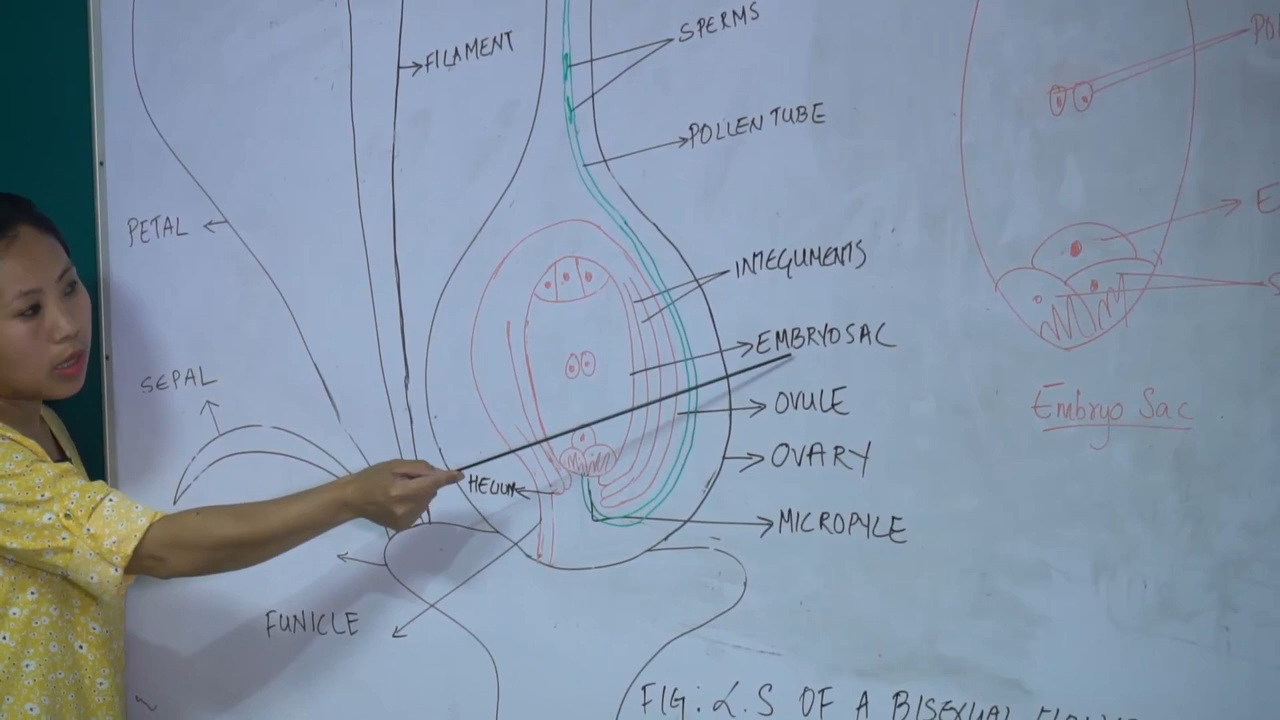 SPERMS
FILAMENT
POLLEN TUBE
PETAL
INTEGUMENTS
EMBRYOSAC
SEPAL
OVULE
Embryo Sac
OVARY
HELUM
MICROPYLE
FUNICLE
FIG: L.S OF A BISEXUAL